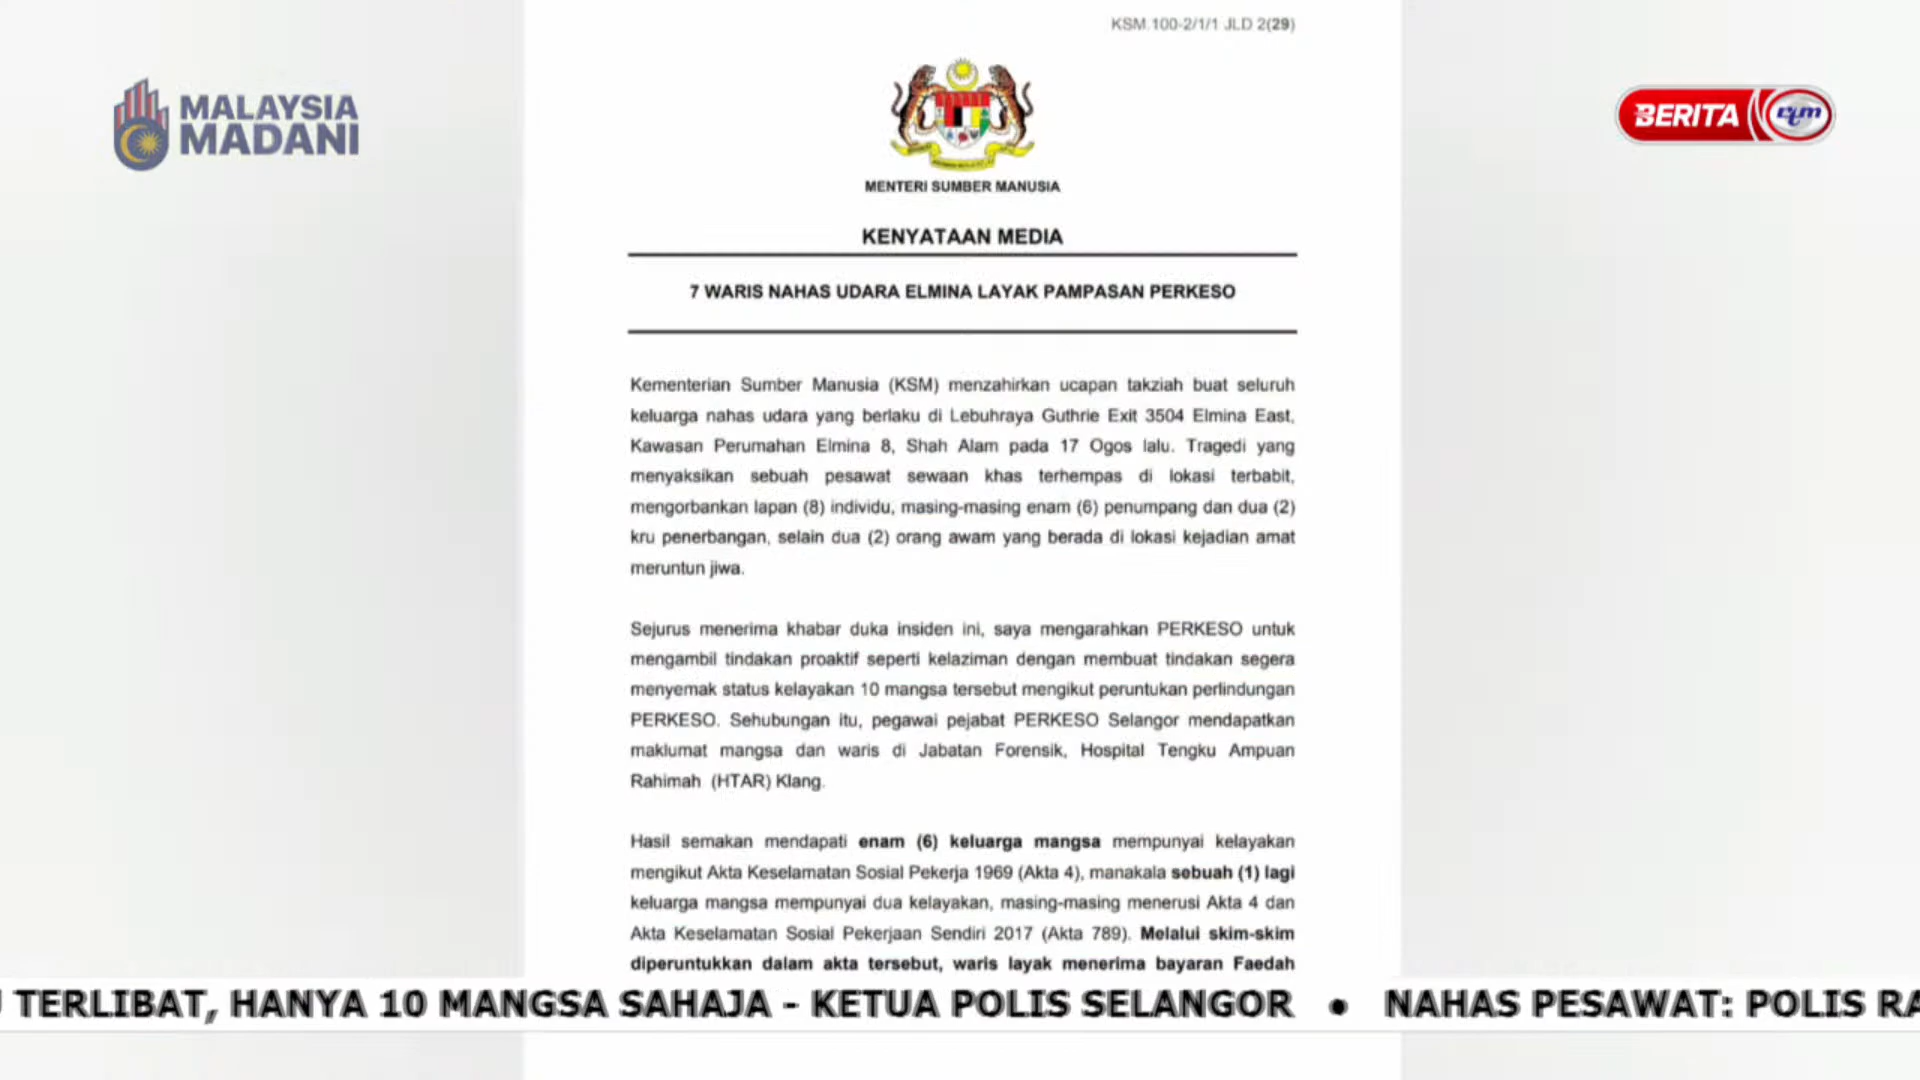 KSM.100-2/1/1 JLD 2(29)
MALAYSIA
MADANI
BERITA rtm
MENTERI SUMBER MANUSIA
KENYATAAN MEDIA
7 WARIS NAHAS UDARA ELMINA LAYAK PAMPASAN PERKESO
Kementerian Sumber Manusia (KSM) menzahirkan ucapan takziah buat seluruh
keluarga nahas udara yang berlaku di Lebuhraya Guthrie Exit 3504 Elmina East,
Kawasan Perumahan Elmina 8, Shah Alam pada 17 Ogos lalu. Tragedi yang
menyaksikan sebuah pesawat sewaan khas terhempas di lokasi terbabit,
mengorbankan lapan (8) individu, masing-masing enam (6) penumpang dan dua (2)
kru penerbangan, selain dua (2) orang awam yang berada di lokasi kejadian amat
meruntun jiwa.
Sejurus menerima khabar duka insiden ini, saya mengarahkan PERKESO untuk
mengambil tindakan proaktif seperti kelaziman dengan membuat tindakan segera
menyemak status kelayakan 10 mangsa tersebut mengikut peruntukan perlindungan
PERKESO. Sehubungan itu, pegawai pejabat PERKESO Selangor mendapatkan
maklumat mangsa dan waris di Jabatan Forensik, Hospital Tengku Ampuan
Rahimah (HTAR) Klang.
Hasil semakan mendapati enam (6) keluarga mangsa mempunyai kelayakan
mengikut Akta Keselamatan Sosial Pekerja 1969 (Akta 4), manakala sebuah (1) lagi
keluarga mangsa mempunyai dua kelayakan, masing-masing menerusi Akta 4 dan
Akta Keselamatan Sosial Pekerjaan Sendiri 2017 (Akta 789). Melalui skim-skim
diperuntukkan dalam akta tersebut, waris layak menerima bayaran Faedah
TERLIBAT, HANYA 10 MANGSA SAHAJA - KETUA POLIS SELANGOR • NAHAS PESAWAT: POLIS RA